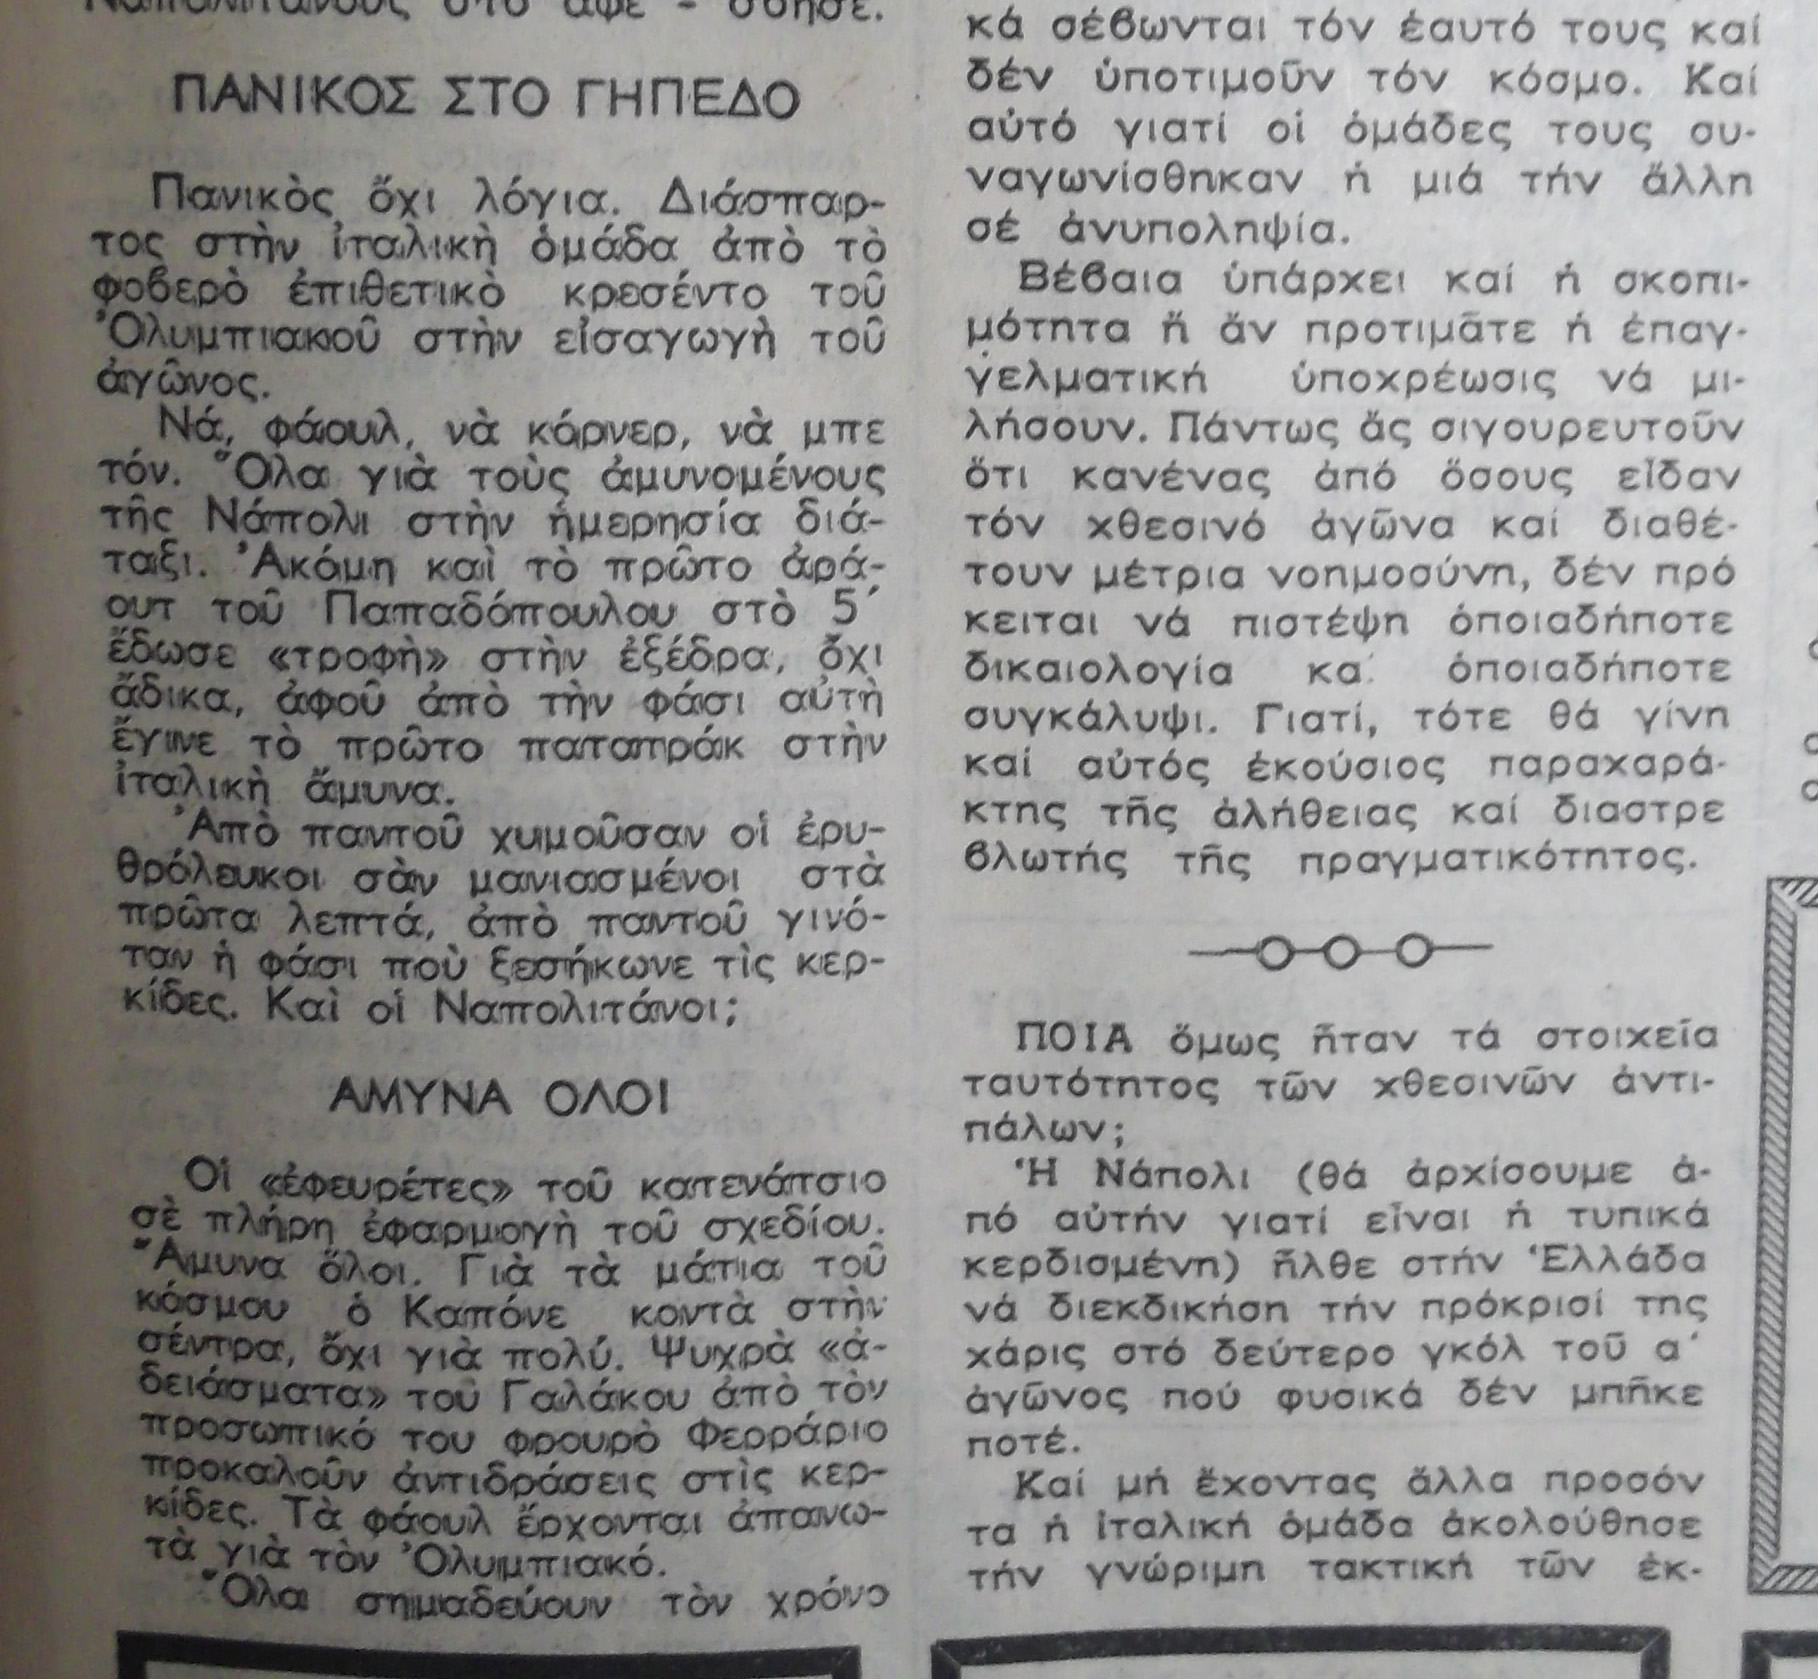 Ναπολιτάνους στὸ ἀφε - σβησε.
ΠΑΝΙΚΟΣ ΣΤΟ ΓΗΠΕΔΟ
Πανικὸς ὄχι λόγια. Διάσπαρ-
τος στὴν ἰταλικὴ ὁμάδα ἀπὸ τὸ
φοβερὸ ἐπιθετικὸ κρεσέντο τοῦ
Ὀλυμπιακοῦ στὴν εἰσαγωγὴ τοῦ
ἀγῶνος.
Νά, φάουλ, νὰ κόρνερ, νὰ μπε
τόν. Ὅλα γιὰ τοὺς ἀμυνομένους
τῆς Νάπολι στὴν ἡμερησία διά-
ταξι. Ἀκόμη καὶ τὸ πρῶτο ἀρά-
ουτ τοῦ Παπαδόπουλου στὸ 5´
ἔδωσε «τροφὴ» στὴν ἐξέδρα, ὄχι
ἄδικα, ἀφοῦ ἀπὸ τὴν φάσι αὐτὴ
ἔγινε τὸ πρῶτο παταπράκ στὴν
ἰταλικὴ ἄμυνα.
Ἀπὸ παντοῦ χυμοῦσαν οἱ ἐρυ-
θρόλευκοι σὰν μανιασμένοι στὰ
πρῶτα λεπτά, ἀπὸ παντοῦ γινό-
ταν ἡ φάσι ποὺ ξεσήκωνε τὶς κερ-
κίδες. Καὶ οἱ Ναπολιτάνοι;
ΑΜΥΝΑ ΟΛΟΙ
Οἱ «ἐφευρέτες» τοῦ κατενάτσιο
σὲ πλήρη ἐφαρμογὴ τοῦ σχεδίου.
Ἄμυνα ὅλοι. Γιὰ τὰ μάτια τοῦ
κόσμου ὁ Καπόνε κοντὰ στὴν
σέντρα, ὄχι γιὰ πολύ. Ψυχρὰ «ἀ-
δειάσματα» τοῦ Γαλάκου ἀπὸ τὸν
προσωπικό του φρουρὸ Φερράριο
προκαλοῦν ἀντιδράσεις στὶς κερ-
κίδες. Τὰ φάουλ ἔρχονται ἀπανω-
τὰ γιὰ τὸν Ὀλυμπιακό.
Ὅλοι σημαδεύουν τὸν χρόνο
κά σέβωνται τόν ἑαυτό τους καί
δέν ὑποτιμοῦν τόν κόσμο. Καί
αὐτό γιατί οἱ ὁμάδες τους συ-
ναγωνίσθηκαν ἡ μιά τήν ἄλλη
σέ ἀνυποληψία.
Βέβαια ὑπάρχει καί ἡ σκοπι-
μότητα ἤ ἄν προτιμᾶτε ἡ ἐπαγ-
γελματική ὑποχρέωσις νά μι-
λήσουν. Πάντως ἄς σιγουρευτοῦν
ὅτι κανένας ἀπό ὅσους εἶδαν
τόν χθεσινό ἀγῶνα καί διαθέ-
τουν μέτρια νοημοσύνη, δέν πρό
κειται νά πιστέψη ὁποιαδήποτε
δικαιολογία κα. ὁποιαδήποτε
συγκάλυψι. Γιατί, τότε θά γίνη
καί αὐτός ἑκούσιος παραχαρά-
κτης τῆς ἀλήθειας καί διαστρε
βλωτής τῆς πραγματικότητος.
ΠΟΙΑ ὅμως ἦταν τά στοιχεῖα
ταυτότητος τῶν χθεσινῶν ἀντι-
πάλων;
Ἡ Νάπολι (θά ἀρχίσουμε ἀ-
πό αὐτήν γιατί εἶναι ἡ τυπικά
κερδισμένη) ἦλθε στήν Ἑλλάδα
νά διεκδικήση τήν πρόκρισί της
χάρις στό δεύτερο γκόλ τοῦ α´
ἀγῶνος πού φυσικά δέν μπῆκε
ποτέ.
Καί μή ἔχοντας ἄλλα προσόν
τα ἡ ἰταλική ὁμάδα ἀκολούθησε
τήν γνώριμη τακτική τῶν ἐκ-